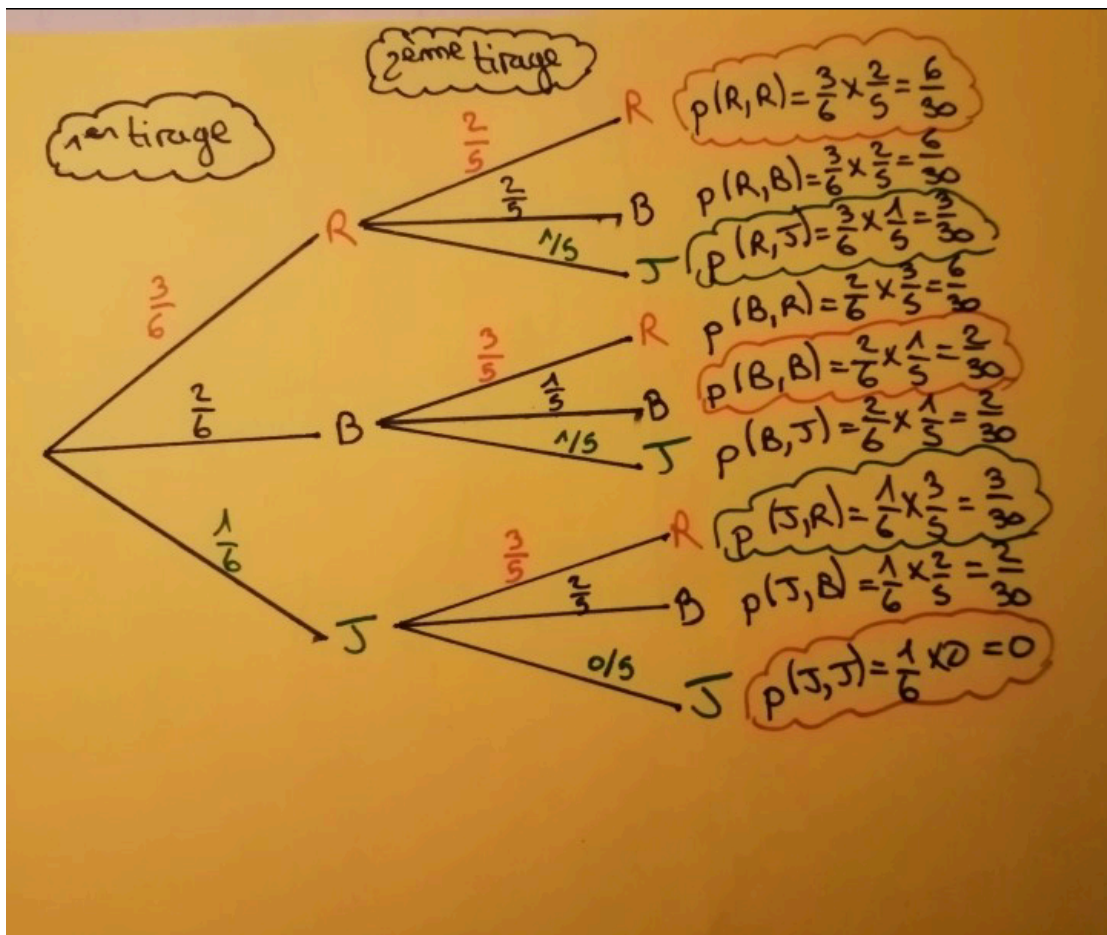 2ème tirage
1er tirage
2/5 R p(R,R) = 3/6 × 2/5 = 6/30
2/5 B p(R,B) = 3/6 × 2/5 = 6/30
R
1/5 J p(R,J) = 3/6 × 1/5 = 3/30
3/6
3/5 R p(B,R) = 2/6 × 3/5 = 6/30
2/6 B 1/5 B p(B,B) = 2/6 × 1/5 = 2/30
1/5 J p(B,J) = 2/6 × 1/5 = 2/30
1/6
3/5 R p(J,R) = 1/6 × 3/5 = 3/30
J 2/5 B p(J,B) = 1/6 × 2/5 = 2/30
0/5 J p(J,J) = 1/6 × 0 = 0